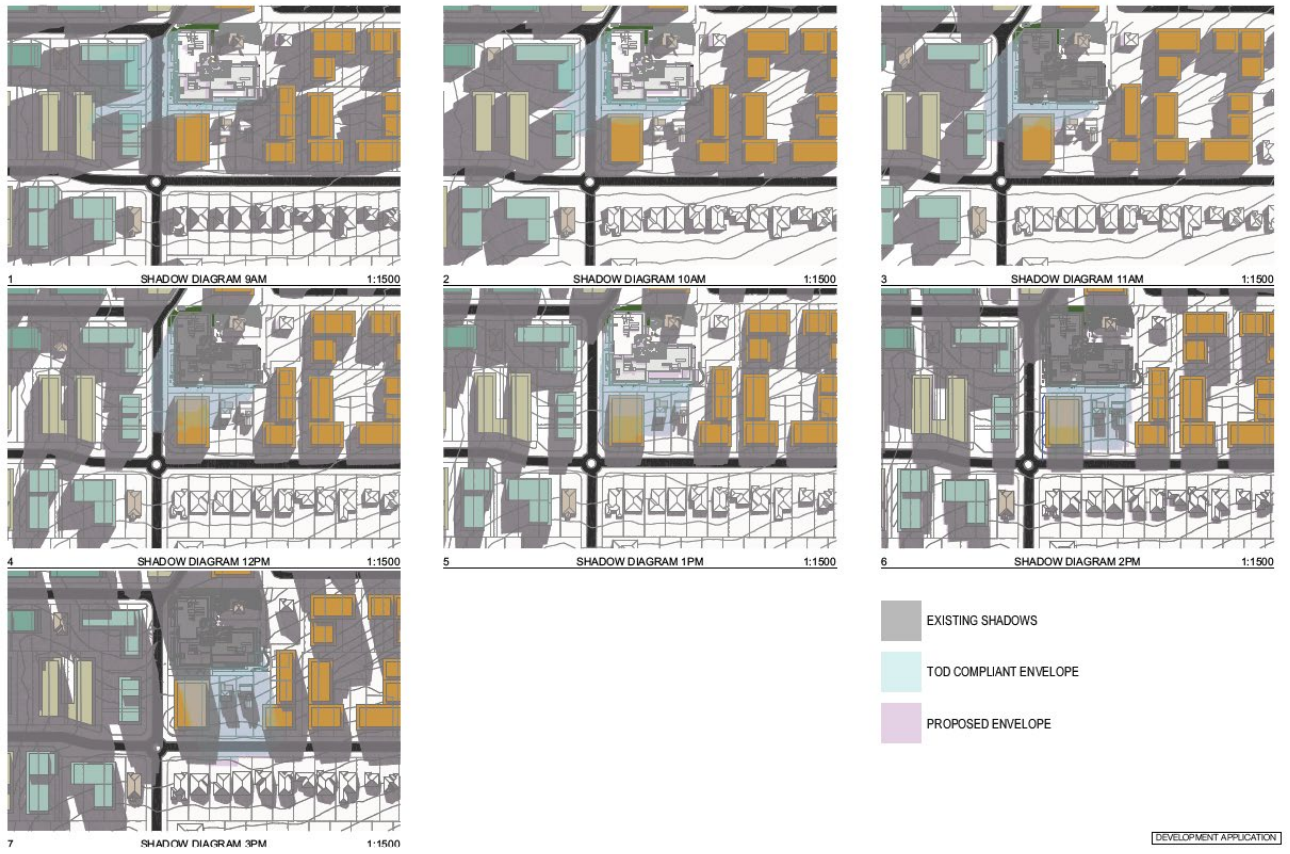 1 SHADOW DIAGRAM 9AM 1:1500
2 SHADOW DIAGRAM 10AM 1:1500
3 SHADOW DIAGRAM 11AM 1:1500
4 SHADOW DIAGRAM 12PM 1:1500
5 SHADOW DIAGRAM 1PM 1:1500
6 SHADOW DIAGRAM 2PM 1:1500
EXISTING SHADOWS
TOD COMPLIANT ENVELOPE
PROPOSED ENVELOPE
7 SHADOW DIAGRAM 3PM 1:1500
DEVELOPMENT APPLICATION